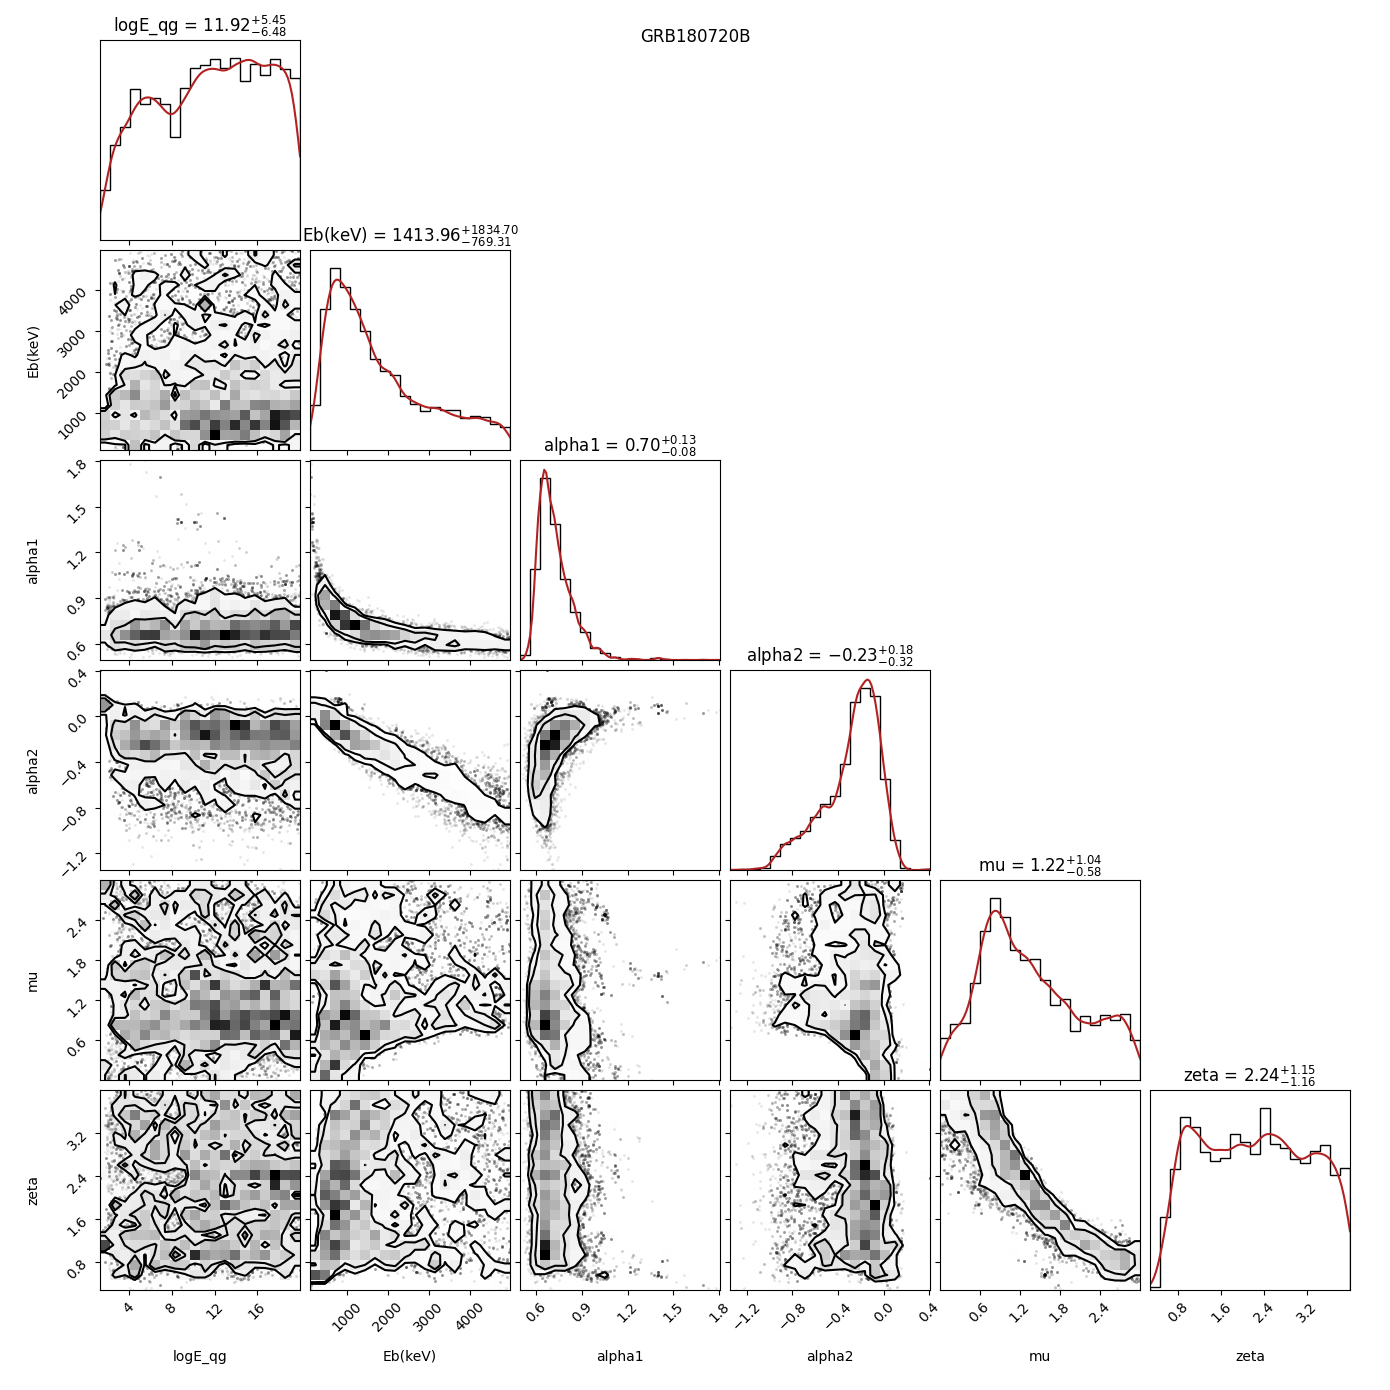 GRB180720B
logE_qg = 11.92^{+5.45}_{−6.48}
Eb(keV) = 1413.96^{+1834.70}_{−769.31}
Eb(keV)
4000
3000
2000
1000
alpha1 = 0.70^{+0.13}_{−0.08}
alpha1
1.8
1.5
1.2
0.9
0.6
alpha2 = −0.23^{+0.18}_{−0.32}
alpha2
0.4
0.0
−0.4
−0.8
−1.2
mu = 1.22^{+1.04}_{−0.58}
mu
2.4
1.8
1.2
0.6
zeta = 2.24^{+1.15}_{−1.16}
zeta
3.2
2.4
1.6
0.8
4 8 12 16
1000 2000 3000 4000
0.6 0.9 1.2 1.5 1.8
−1.2 −0.8 −0.4 0.0 0.4
0.6 1.2 1.8 2.4
0.8 1.6 2.4 3.2
logE_qg Eb(keV) alpha1 alpha2 mu zeta